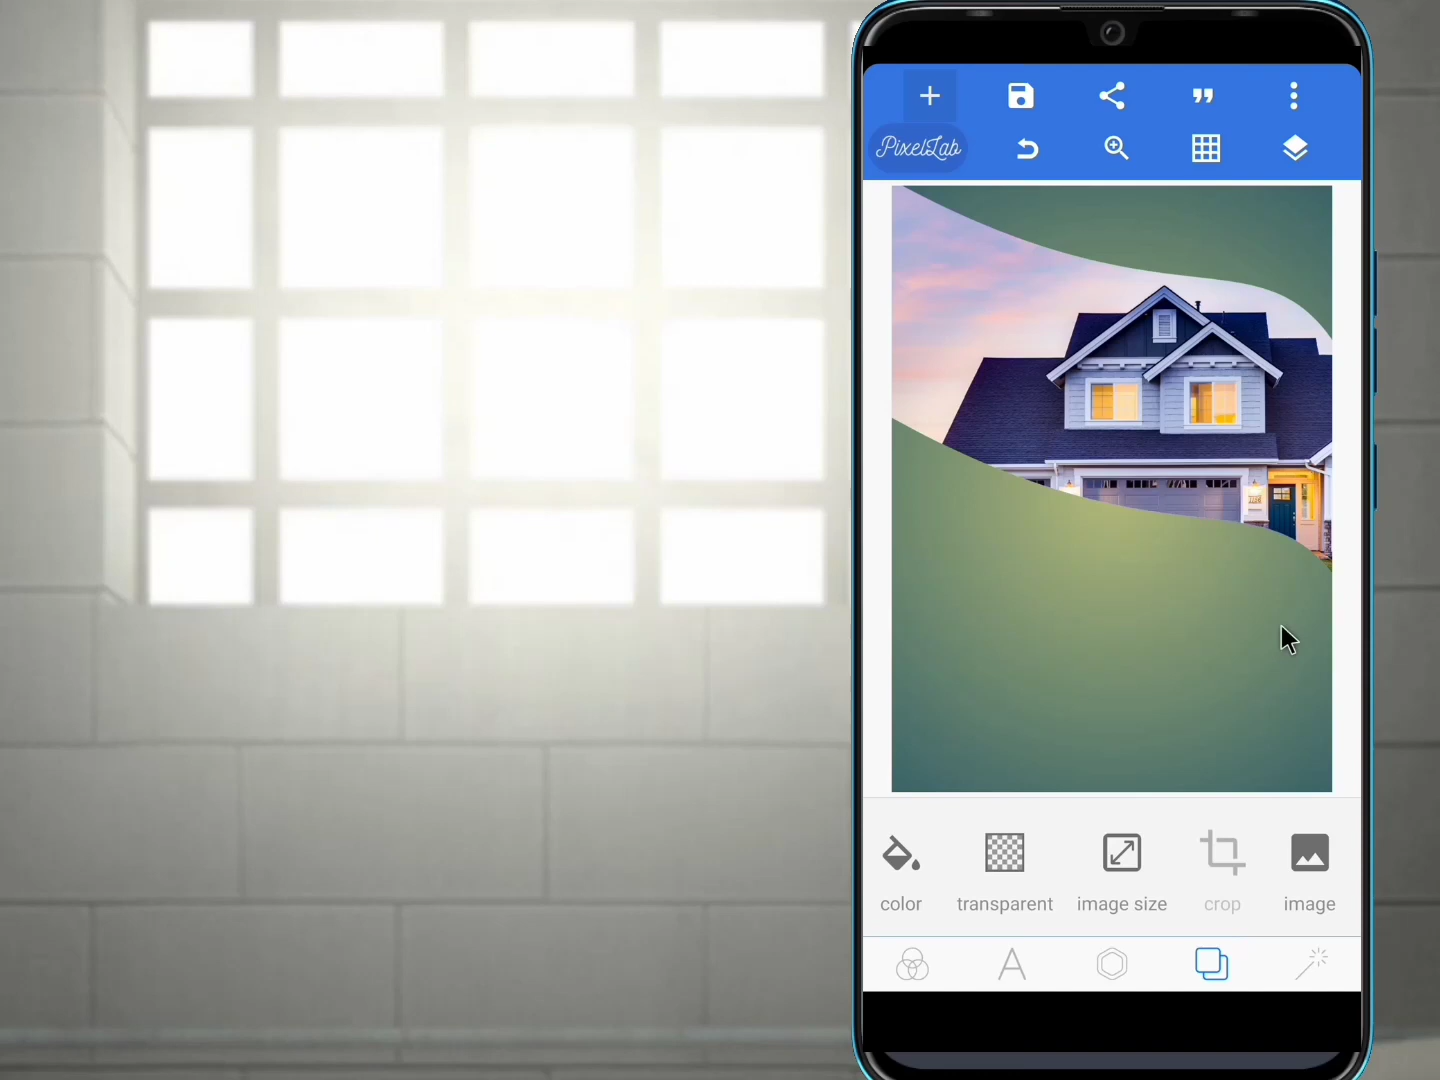 PixelLab
color
transparent
image size
crop
image